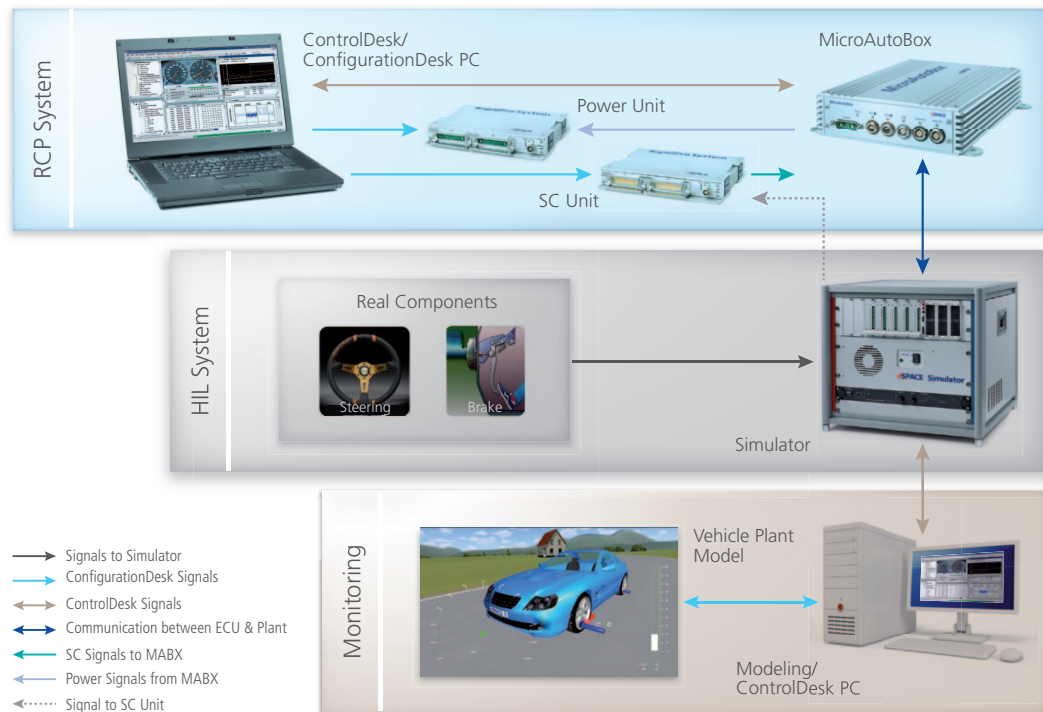 RCP System
ControlDesk/
ConfigurationDesk PC
MicroAutoBox
Power Unit
SC Unit
HIL System
Real Components
Steering
Brake
dSPACE Simulator
Simulator
Monitoring
Vehicle Plant
Model
Modeling/
ControlDesk PC
Signals to Simulator
ConfigurationDesk Signals
ControlDesk Signals
Communication between ECU & Plant
SC Signals to MABX
Power Signals from MABX
Signal to SC Unit